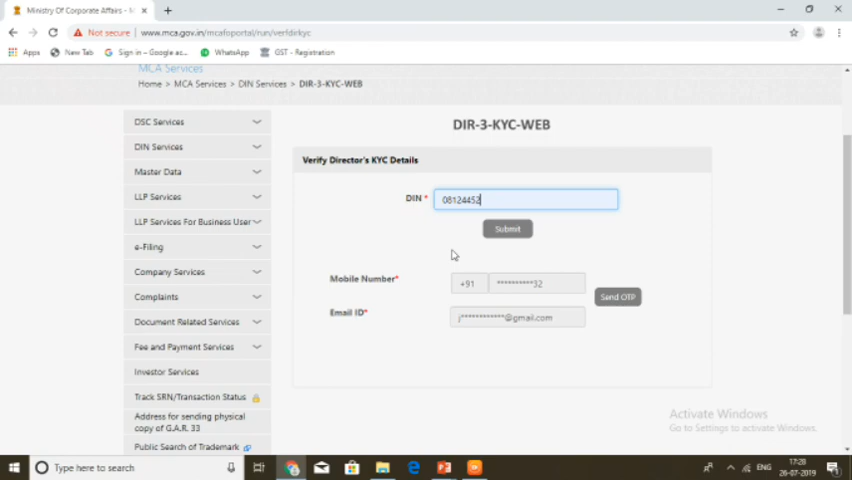 Ministry Of Corporate Affairs - M
Not secure | www.mca.gov.in/mcafoportal/run/verIdirkyc
Apps New Tab Sign in – Google ac... WhatsApp GST - Registration
MCA Services
Home > MCA Services > DIN Services > DIR-3-KYC-WEB
DSC Services
DIN Services
Master Data
LLP Services
LLP Services For Business User
e-Filing
Company Services
Complaints
Document Related Services
Fee and Payment Services
Investor Services
Track SRN/Transaction Status
Address for sending physical
copy of G.A.R. 33
Public Search of Trademark
DIR-3-KYC-WEB
Verify Director's KYC Details
DIN * 08124452
Submit
Mobile Number* +91 **********32
Send OTP
Email ID* j************@gmail.com
Activate Windows
Go to Settings to activate Windows.
Type here to search
ENG 17:28
26-07-2019